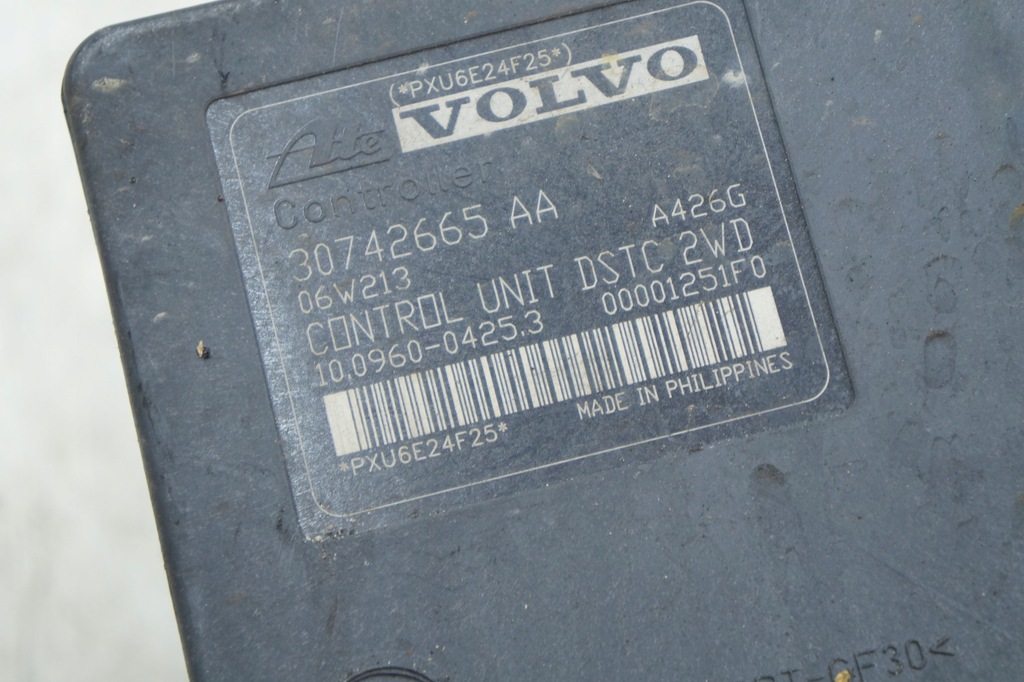 (*PXU6E24F25*)
VOLVO
Ate
Controller
30742665 AA A426G
06W213
CONTROL UNIT DSTC 2WD
10.0960-0425.3 00001251F0
*PXU6E24F25*
MADE IN PHILIPPINES
GF30<